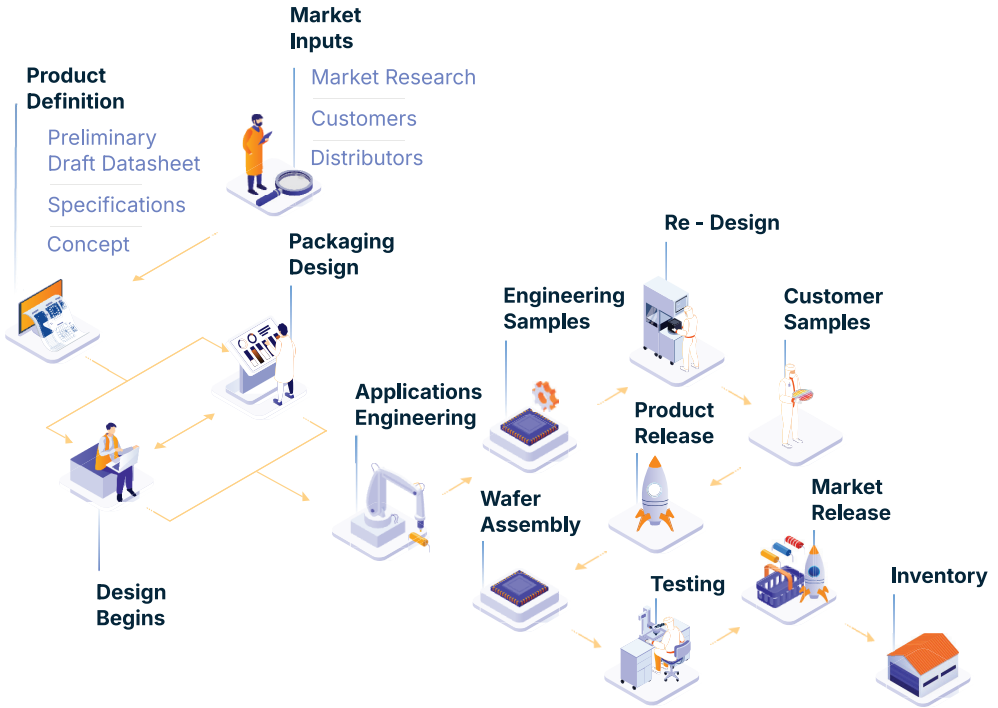 Market
Inputs
Market Research
Customers
Distributors
Product
Definition
Preliminary
Draft Datasheet
Specifications
Concept
Packaging
Design
Design
Begins
Applications
Engineering
Engineering
Samples
Re - Design
Customer
Samples
Product
Release
Wafer
Assembly
Testing
Market
Release
Inventory